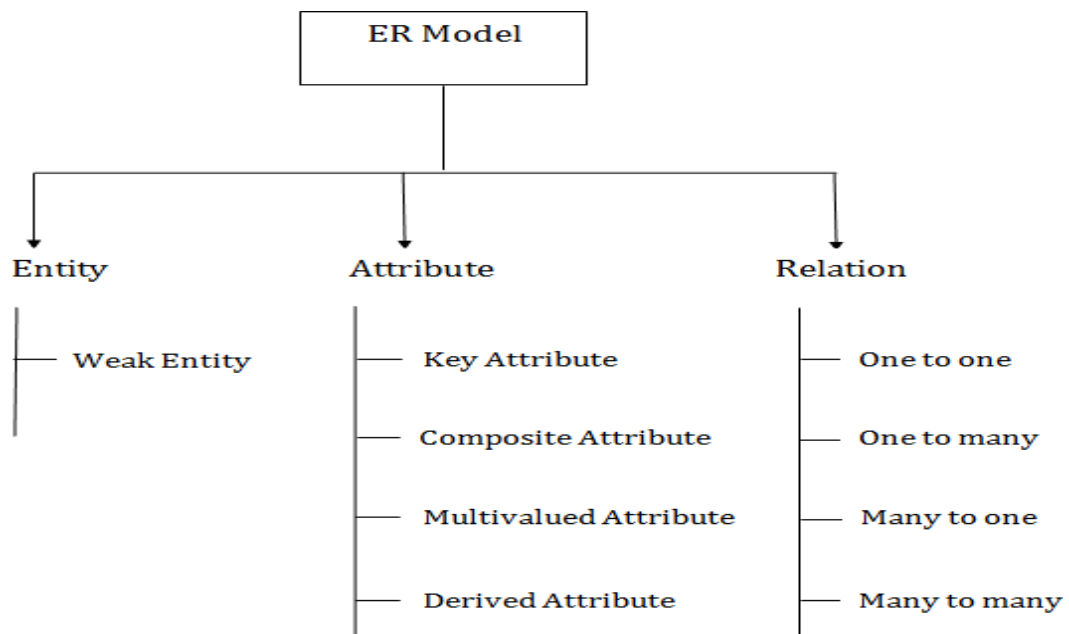 ER Model
Entity
Attribute
Relation
Weak Entity
Key Attribute
Composite Attribute
Multivalued Attribute
Derived Attribute
One to one
One to many
Many to one
Many to many